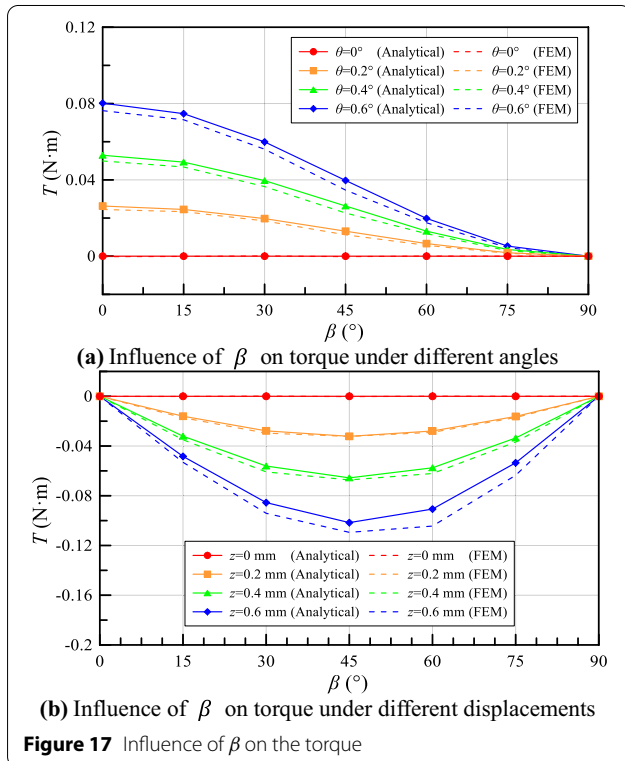 0.12
0.08
0.04
0
T (N·m)
θ=0° (Analytical) θ=0° (FEM)
θ=0.2° (Analytical) θ=0.2° (FEM)
θ=0.4° (Analytical) θ=0.4° (FEM)
θ=0.6° (Analytical) θ=0.6° (FEM)
0 15 30 45 60 75 90
β (°)
(a) Influence of β on torque under different angles
0
-0.04
-0.08
-0.12
-0.16
-0.2
T (N·m)
z=0 mm (Analytical) z=0 mm (FEM)
z=0.2 mm (Analytical) z=0.2 mm (FEM)
z=0.4 mm (Analytical) z=0.4 mm (FEM)
z=0.6 mm (Analytical) z=0.6 mm (FEM)
0 15 30 45 60 75 90
β (°)
(b) Influence of β on torque under different displacements
Figure 17 Influence of β on the torque